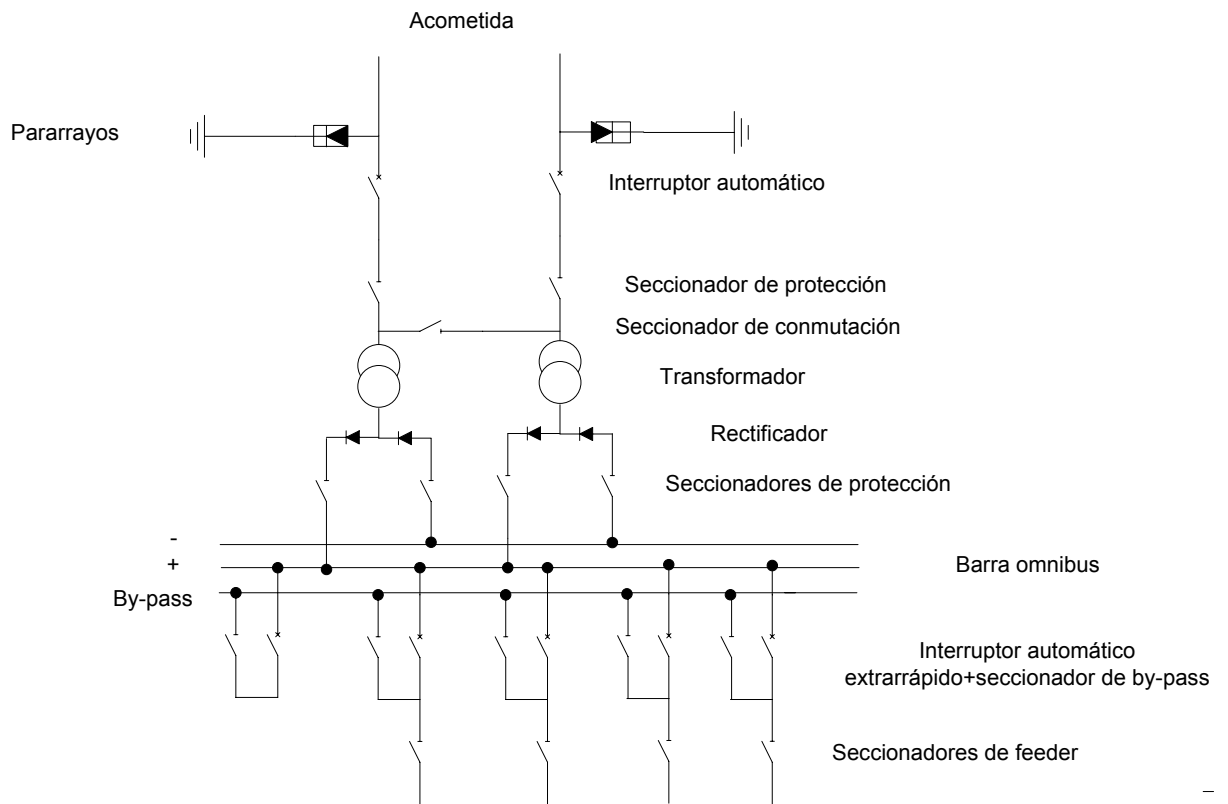 Acometida
Pararrayos
Interruptor automático
Seccionador de protección
Seccionador de conmutación
Transformador
Rectificador
Seccionadores de protección
-
+
Barra omnibus
By-pass
Interruptor automático
extrarrápido+seccionador de by-pass
Seccionadores de feeder